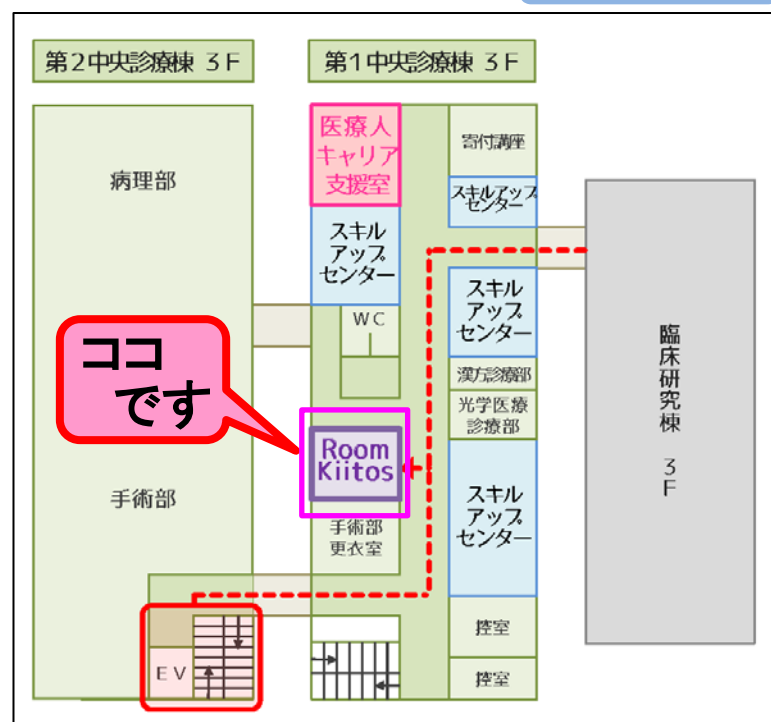 第2中央診療棟 3F
第1中央診療棟 3F
病理部
手術部
EV
ココ
です
医療人
キャリア
支援室
スキル
アップ
センター
WC
Room
Kiitos
手術部
更衣室
寄付講座
スキルアップ
センター
スキル
アップ
センター
漢方診療部
光学医療
診療部
スキル
アップ
センター
控室
控室
臨床研究棟 3F